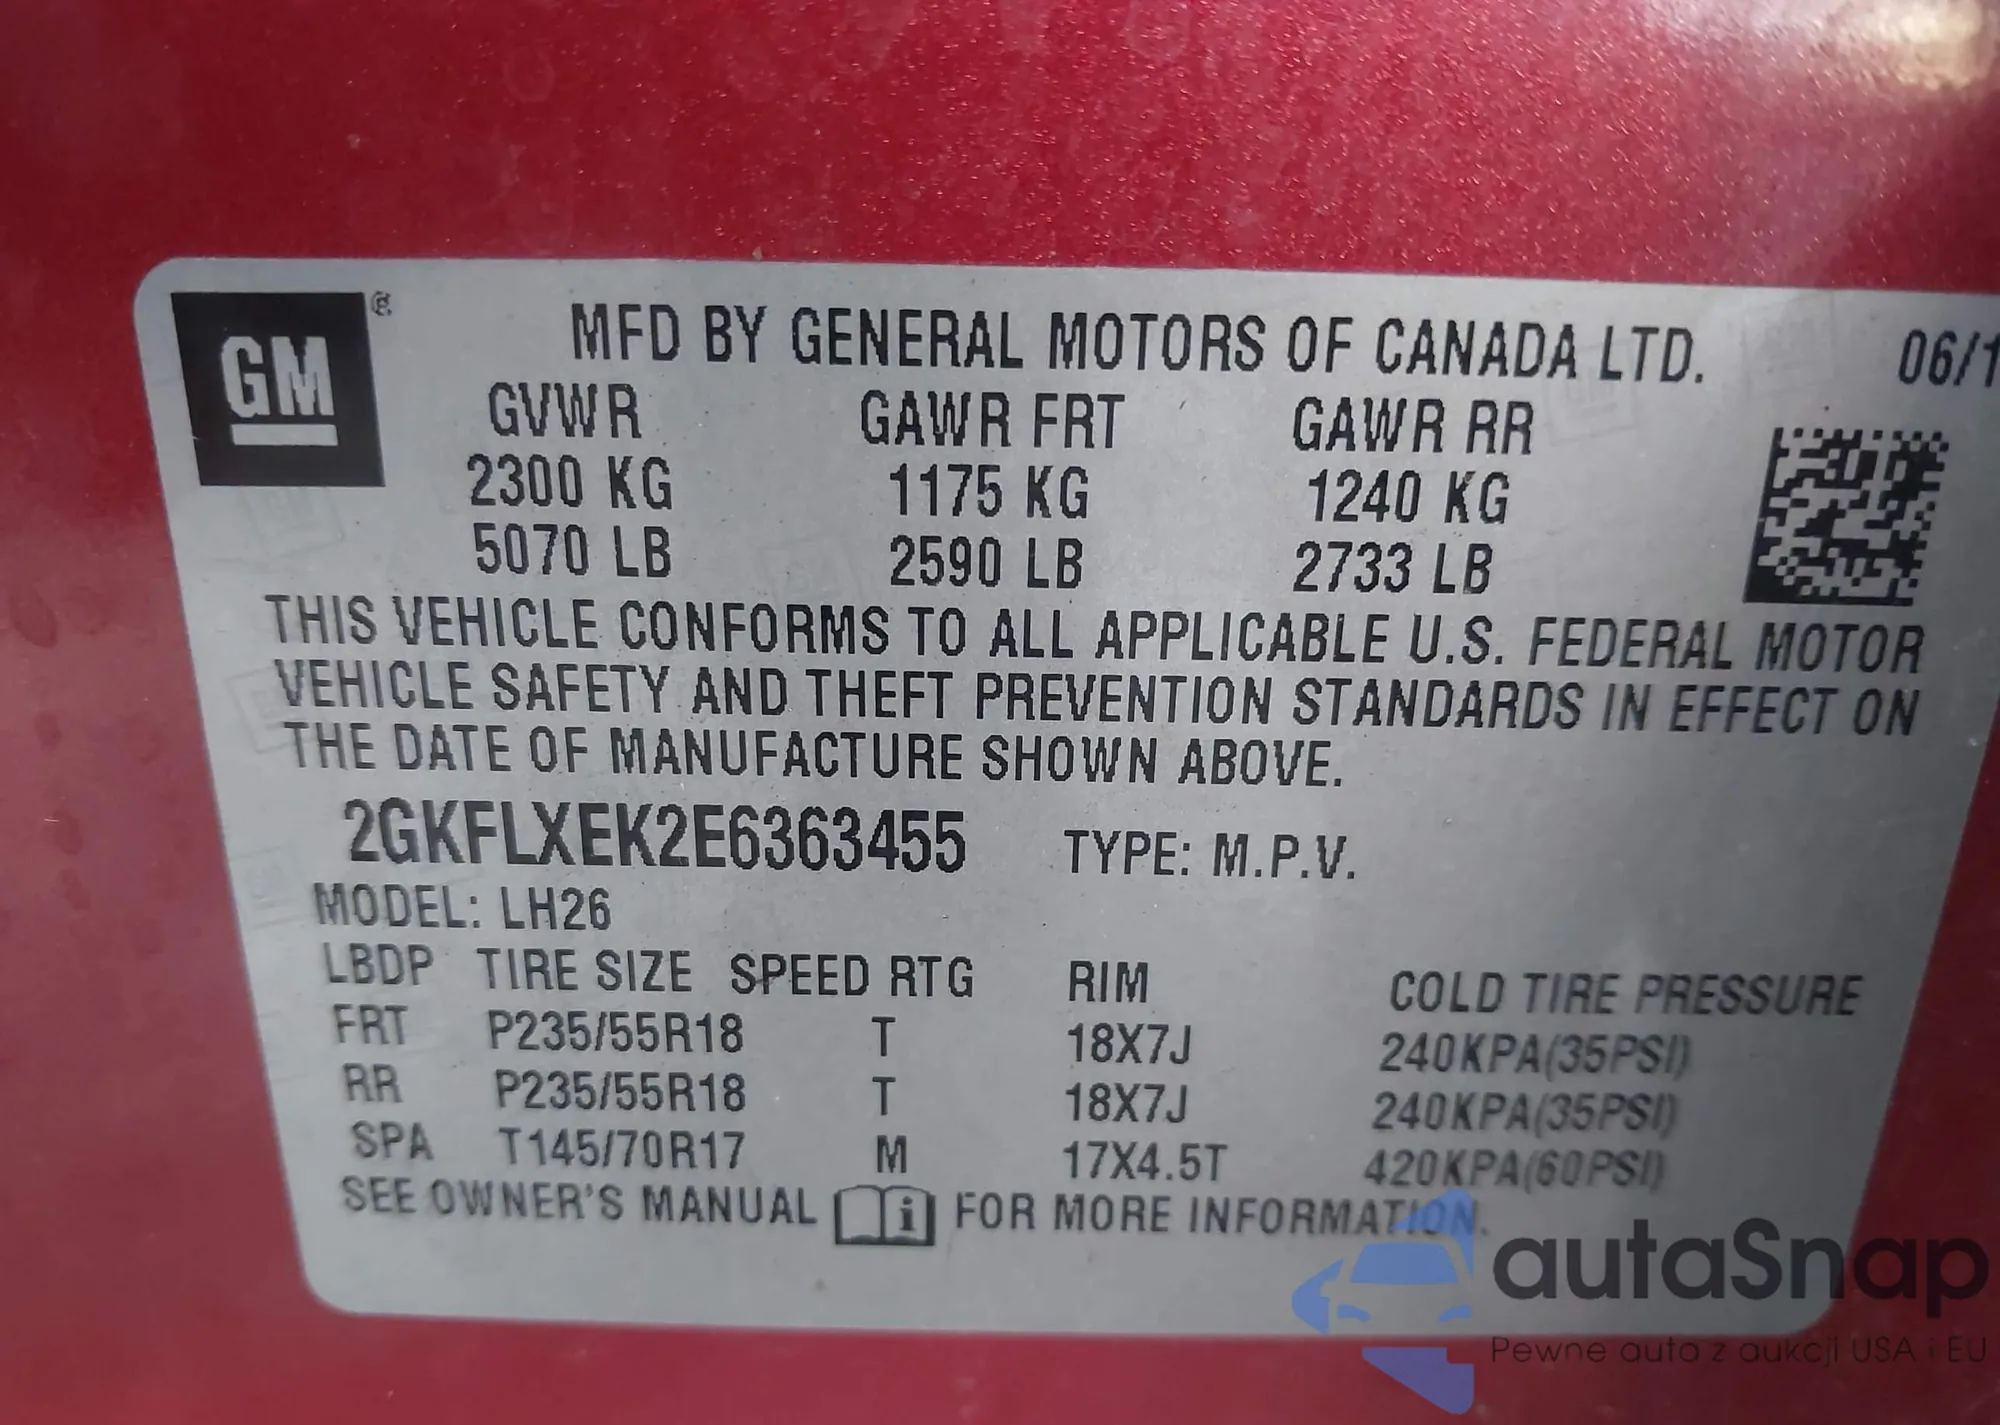 GM ®
MFD BY GENERAL MOTORS OF CANADA LTD. 06/1
GVWR GAWR FRT GAWR RR
2300 KG 1175 KG 1240 KG
5070 LB 2590 LB 2733 LB
THIS VEHICLE CONFORMS TO ALL APPLICABLE U.S. FEDERAL MOTOR
VEHICLE SAFETY AND THEFT PREVENTION STANDARDS IN EFFECT ON
THE DATE OF MANUFACTURE SHOWN ABOVE.
2GKFLXEK2E6363455 TYPE: M.P.V.
MODEL: LH26
LBDP TIRE SIZE SPEED RTG RIM COLD TIRE PRESSURE
FRT P235/55R18 T 18X7J 240KPA(35PSI)
RR P235/55R18 T 18X7J 240KPA(35PSI)
SPA T145/70R17 M 17X4.5T 420KPA(60PSI)
SEE OWNER'S MANUAL i FOR MORE INFORMATION.
autaSnap
Pewne auta z aukcji USA i EU